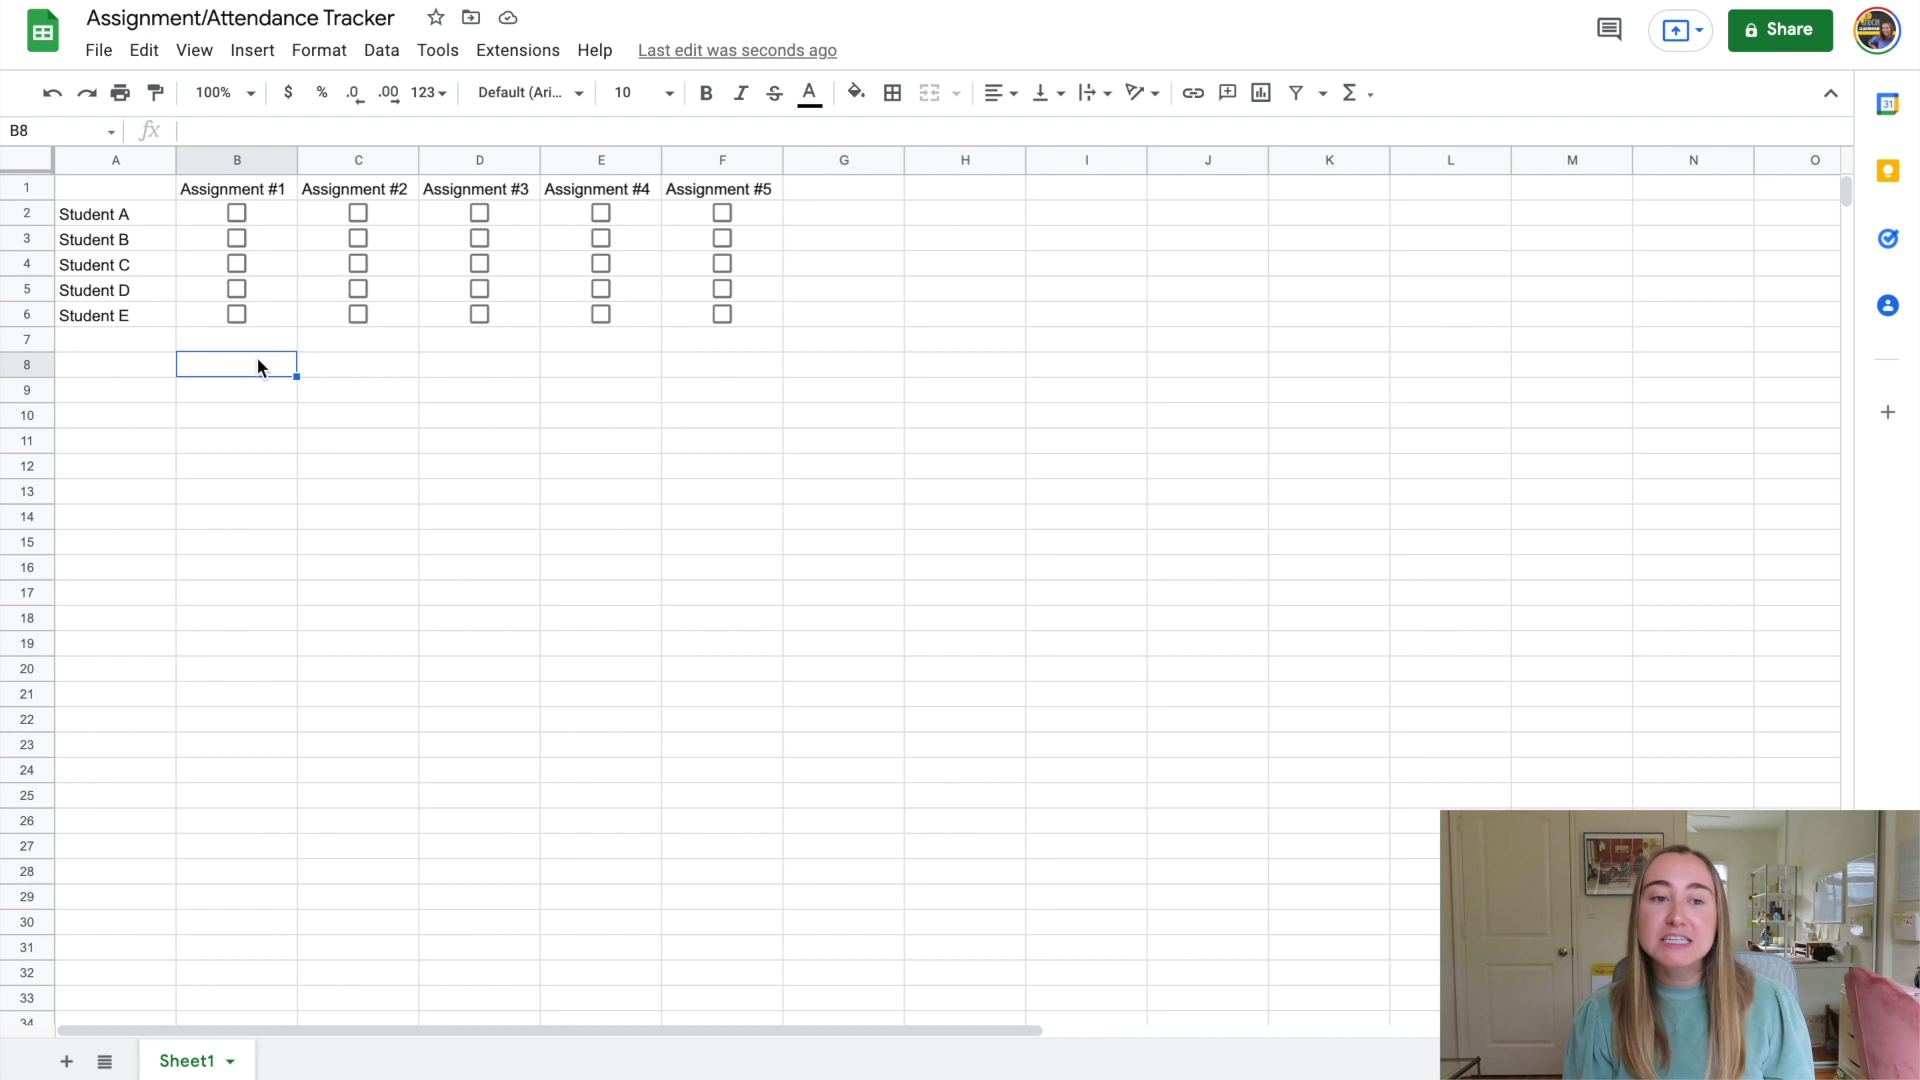 Assignment/Attendance Tracker
File Edit View Insert Format Data Tools Extensions Help Last edit was seconds ago
Share
100% $ % .0 .00 123 Default (Ari... 10 B I S A Σ
31
B8 fx
A B C D E F G H I J K L M N O
1 Assignment #1 Assignment #2 Assignment #3 Assignment #4 Assignment #5
2 Student A
3 Student B
4 Student C
5 Student D
6 Student E
7
8
9
10
11
12
13
14
15
16
17
18
19
20
21
22
23
24
25
26
27
28
29
30
31
32
33
34
+ Sheet1